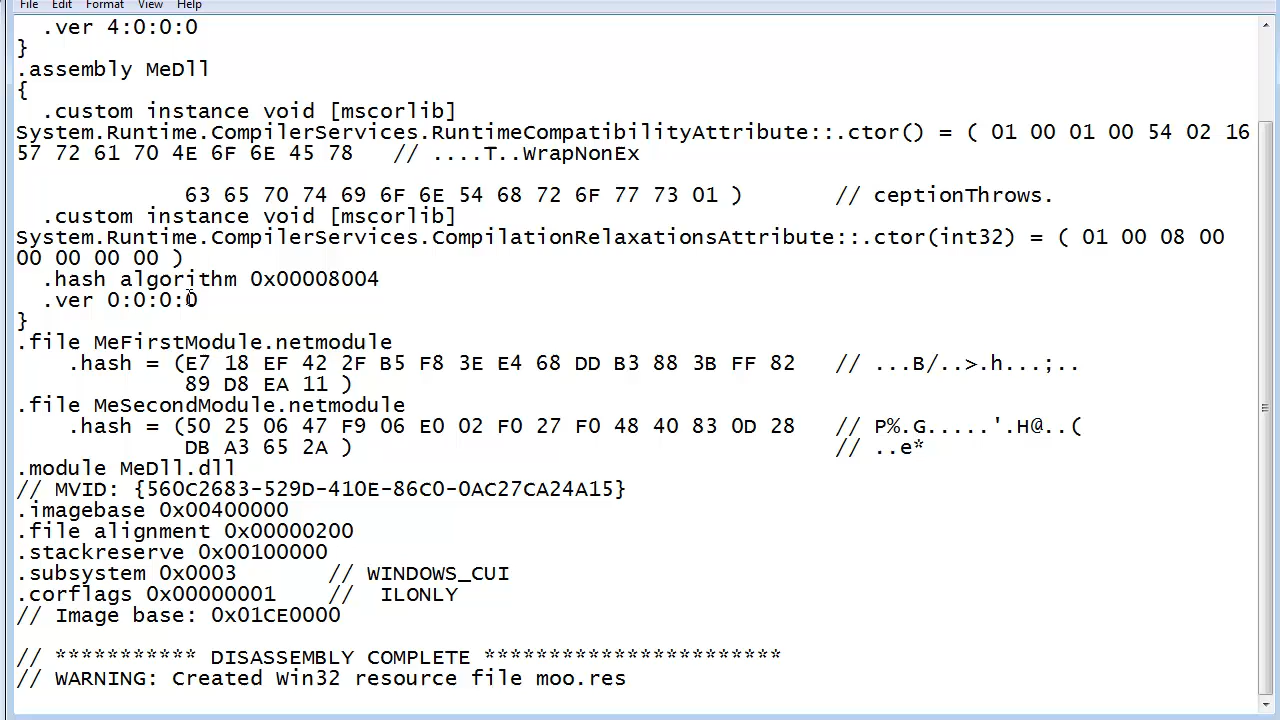 File Edit Format View Help
.ver 4:0:0:0
}
.assembly MeDll
{
.custom instance void [mscorlib]
System.Runtime.CompilerServices.RuntimeCompatibilityAttribute::.ctor() = ( 01 00 01 00 54 02 16
57 72 61 70 4E 6F 6E 45 78 // ....T..WrapNonEx
63 65 70 74 69 6F 6E 54 68 72 6F 77 73 01 ) // ceptionThrows.
.custom instance void [mscorlib]
System.Runtime.CompilerServices.CompilationRelaxationsAttribute::.ctor(int32) = ( 01 00 08 00
00 00 00 00 )
.hash algorithm 0x00008004
.ver 0:0:0:0
}
.file MeFirstModule.netmodule
.hash = (E7 18 EF 42 2F B5 F8 3E E4 68 DD B3 88 3B FF 82 // ...B/..>.h...;..
89 D8 EA 11 )
.file MeSecondModule.netmodule
.hash = (50 25 06 47 F9 06 E0 02 F0 27 F0 48 40 83 0D 28 // P%.G.....'.H@..(
DB A3 65 2A ) // ..e*
.module MeDll.dll
// MVID: {560C2683-529D-410E-86C0-0AC27CA24A15}
.imagebase 0x00400000
.file alignment 0x00000200
.stackreserve 0x00100000
.subsystem 0x0003 // WINDOWS_CUI
.corflags 0x00000001 // ILONLY
// Image base: 0x01CE0000
// *********** DISASSEMBLY COMPLETE ***********************
// WARNING: Created Win32 resource file moo.res